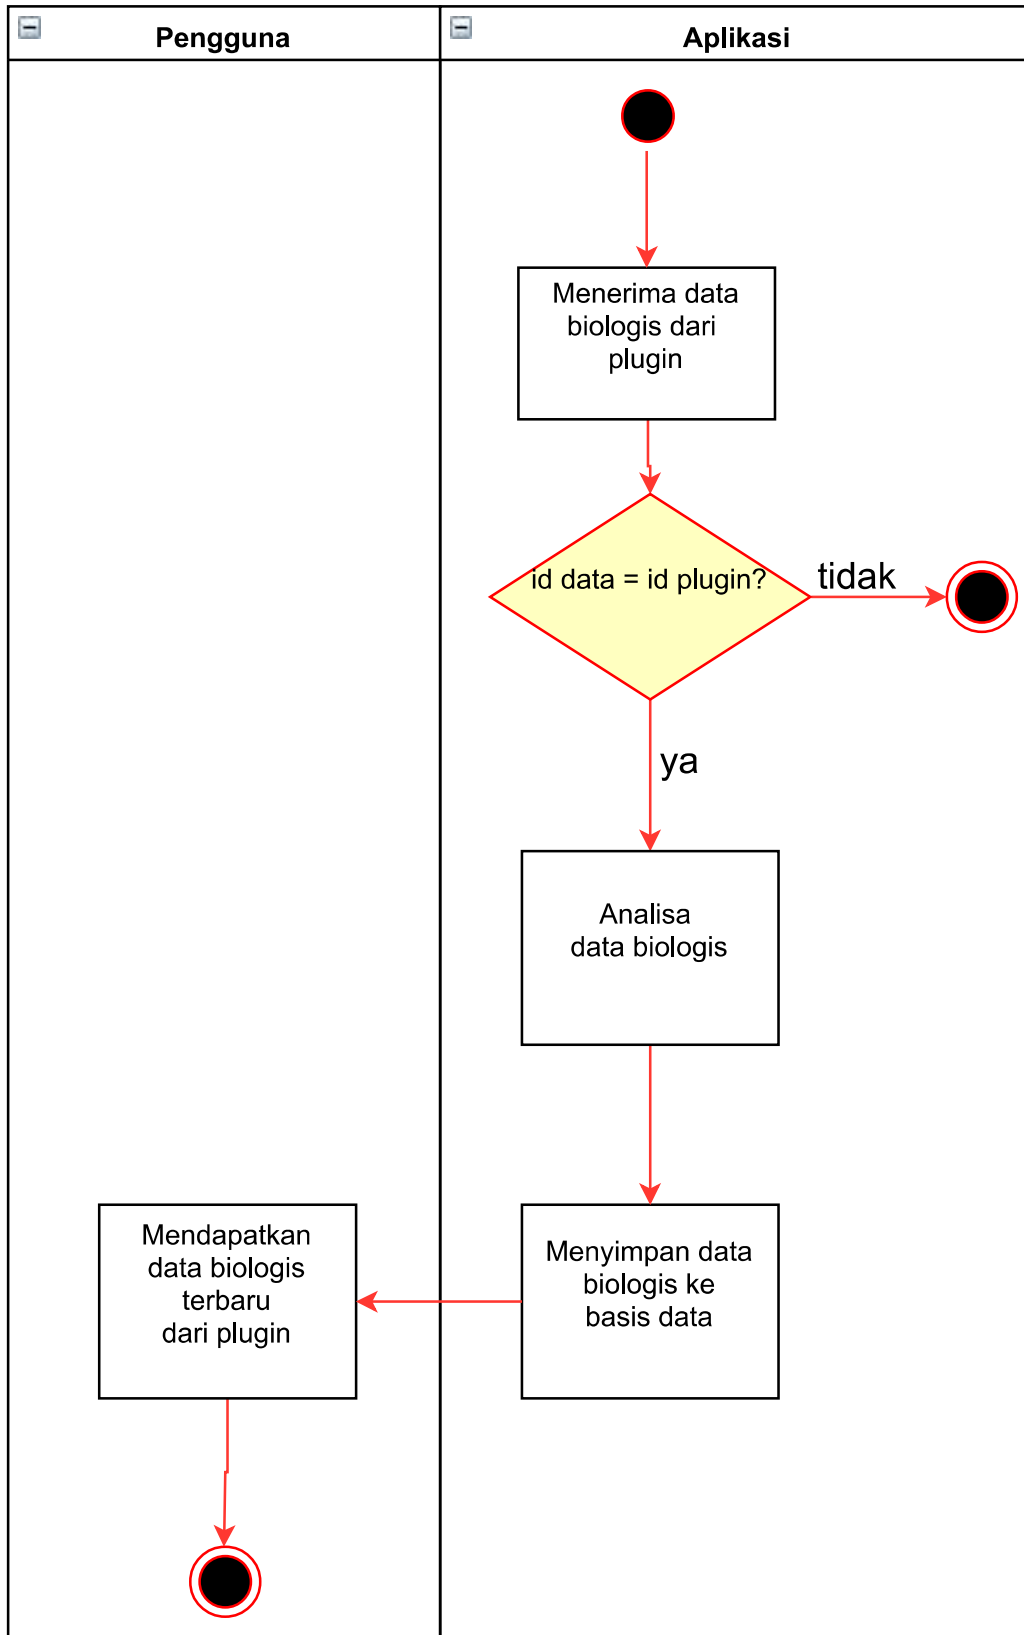 Pengguna
Aplikasi
Menerima data
biologis dari
plugin
id data = id plugin?
tidak
ya
Analisa
data biologis
Mendapatkan
data biologis
terbaru
dari plugin
Menyimpan data
biologis ke
basis data